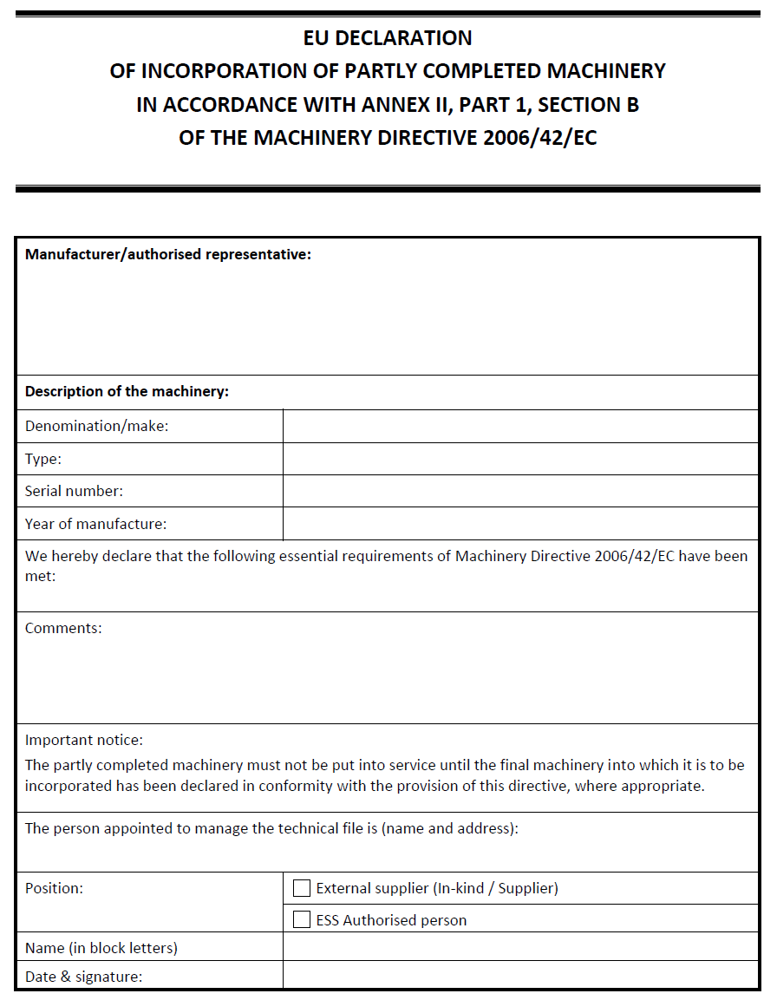 EU DECLARATION
OF INCORPORATION OF PARTLY COMPLETED MACHINERY
IN ACCORDANCE WITH ANNEX II, PART 1, SECTION B
OF THE MACHINERY DIRECTIVE 2006/42/EC
Manufacturer/authorised representative:
Description of the machinery:
Denomination/make:
Type:
Serial number:
Year of manufacture:
We hereby declare that the following essential requirements of Machinery Directive 2006/42/EC have been
met:
Comments:
Important notice:
The partly completed machinery must not be put into service until the final machinery into which it is to be
incorporated has been declared in conformity with the provision of this directive, where appropriate.
The person appointed to manage the technical file is (name and address):
Position:
External supplier (In-kind / Supplier)
ESS Authorised person
Name (in block letters)
Date & signature: